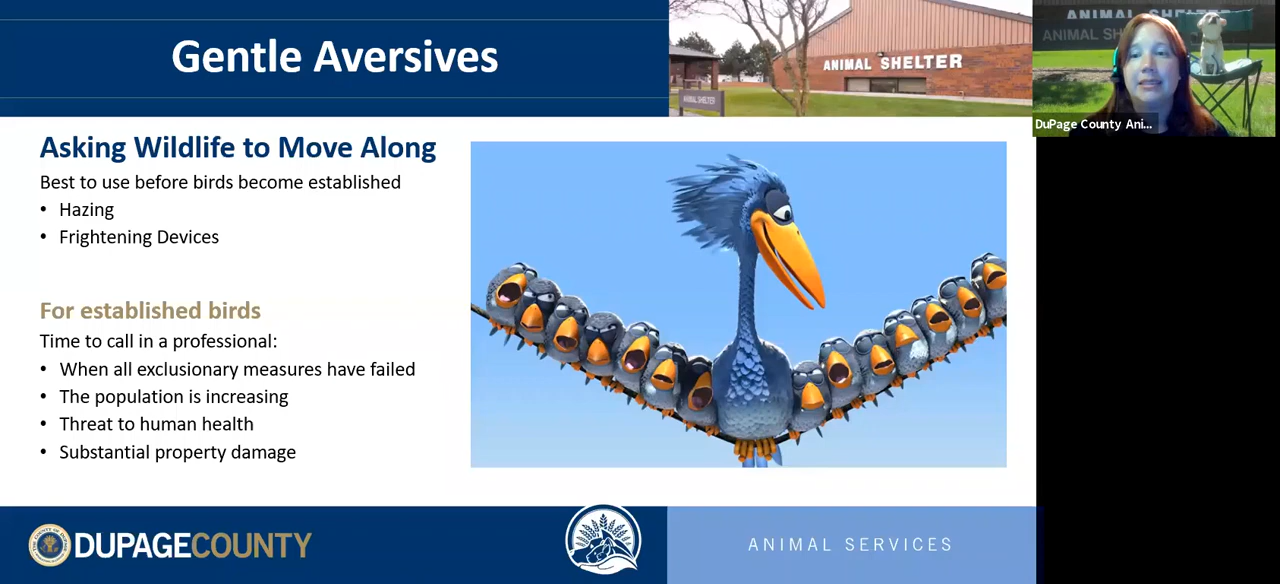 Gentle Aversives
ANIMAL SHELTER
ANIMAL SHELTER
ANIMAL SHELTER
DuPage County Ani...
Asking Wildlife to Move Along
Best to use before birds become established
• Hazing
• Frightening Devices
For established birds
Time to call in a professional:
• When all exclusionary measures have failed
• The population is increasing
• Threat to human health
• Substantial property damage
DUPAGECOUNTY
ANIMAL SERVICES